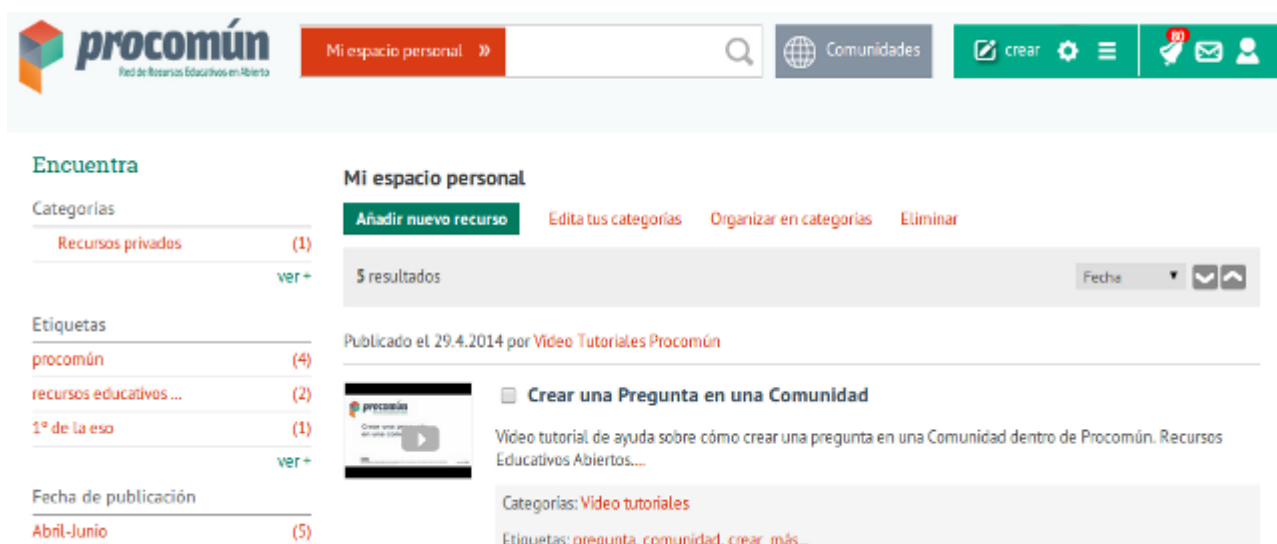 procomún
Red de Recursos Educativos en Abierto
Mi espacio personal »
Comunidades
crear
80
Encuentra
Categorías
Recursos privados (1)
ver +
Etiquetas
procomún (4)
recursos educativos ... (2)
1º de la eso (1)
ver +
Fecha de publicación
Abril-Junio (5)
Mi espacio personal
Añadir nuevo recurso Edita tus categorías Organizar en categorías Eliminar
5 resultados Fecha
Publicado el 29.4.2014 por Vídeo Tutoriales Procomún
procomún
Crear una Pregunta en una Comunidad
Vídeo tutorial de ayuda sobre cómo crear una pregunta en una Comunidad dentro de Procomún. Recursos
Educativos Abiertos....
Categorías: Video tutoriales
Etiquetas: pregunta, comunidad, crear, más...